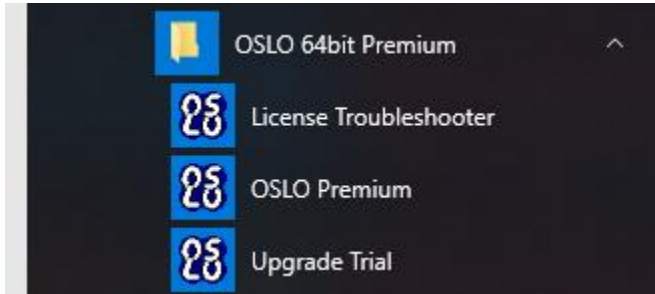 OSLO 64bit Premium
License Troubleshooter
OSLO Premium
Upgrade Trial